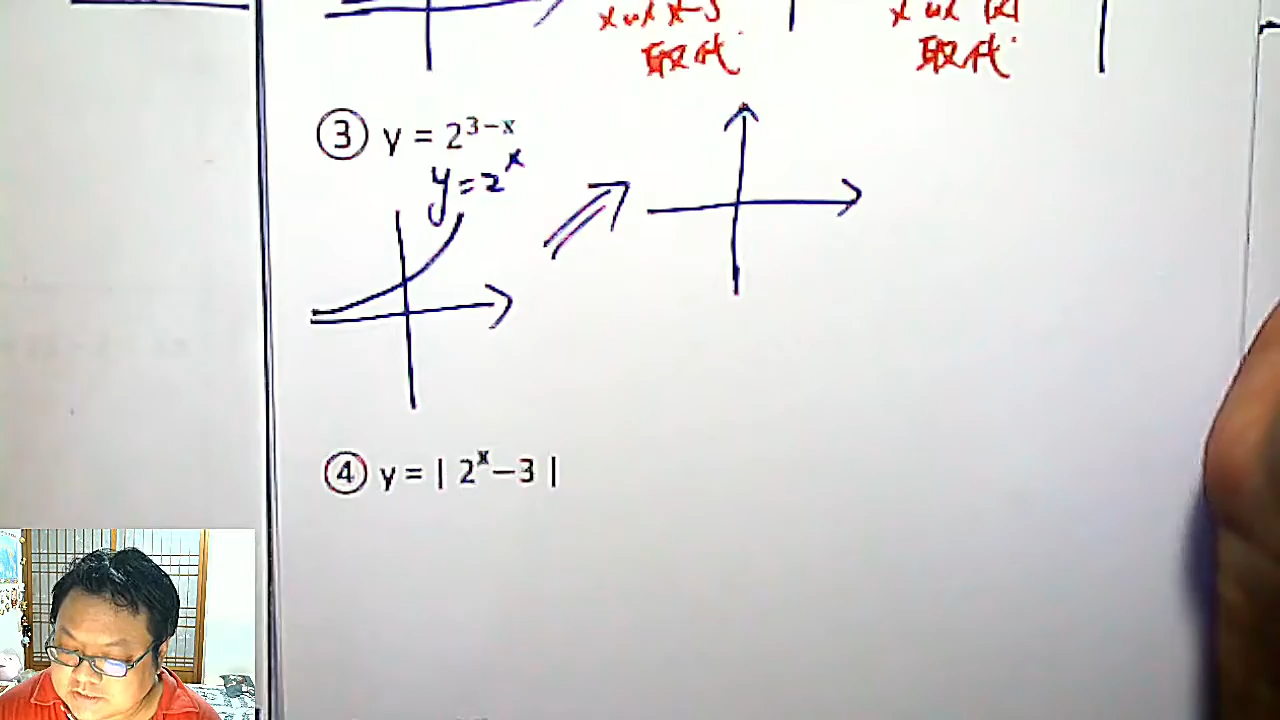 取代
取代
③ y = 2^{3-x}
y = 2^x
④ y = | 2^x - 3 |